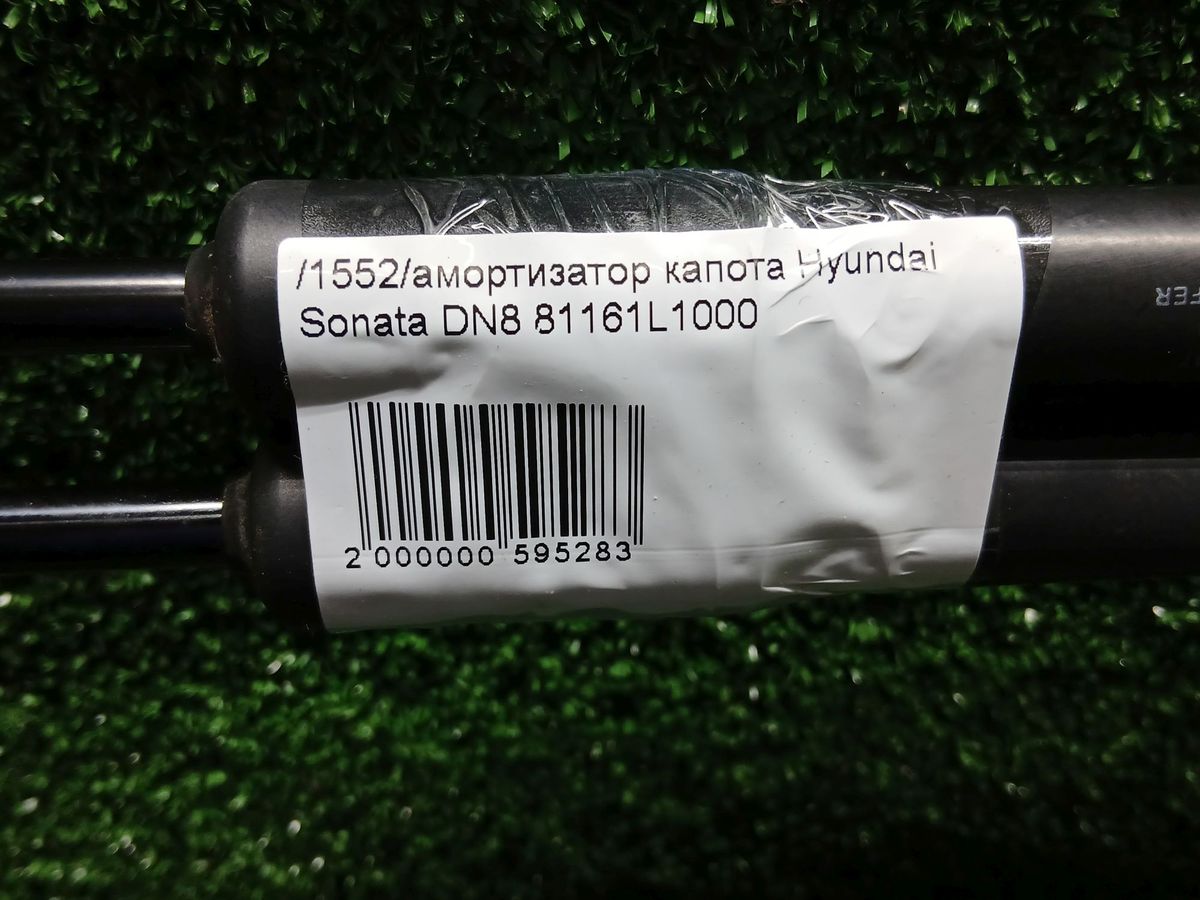 /1552/амортизатор капота Hyundai
Sonata DN8 81161L1000
2 000000 595283